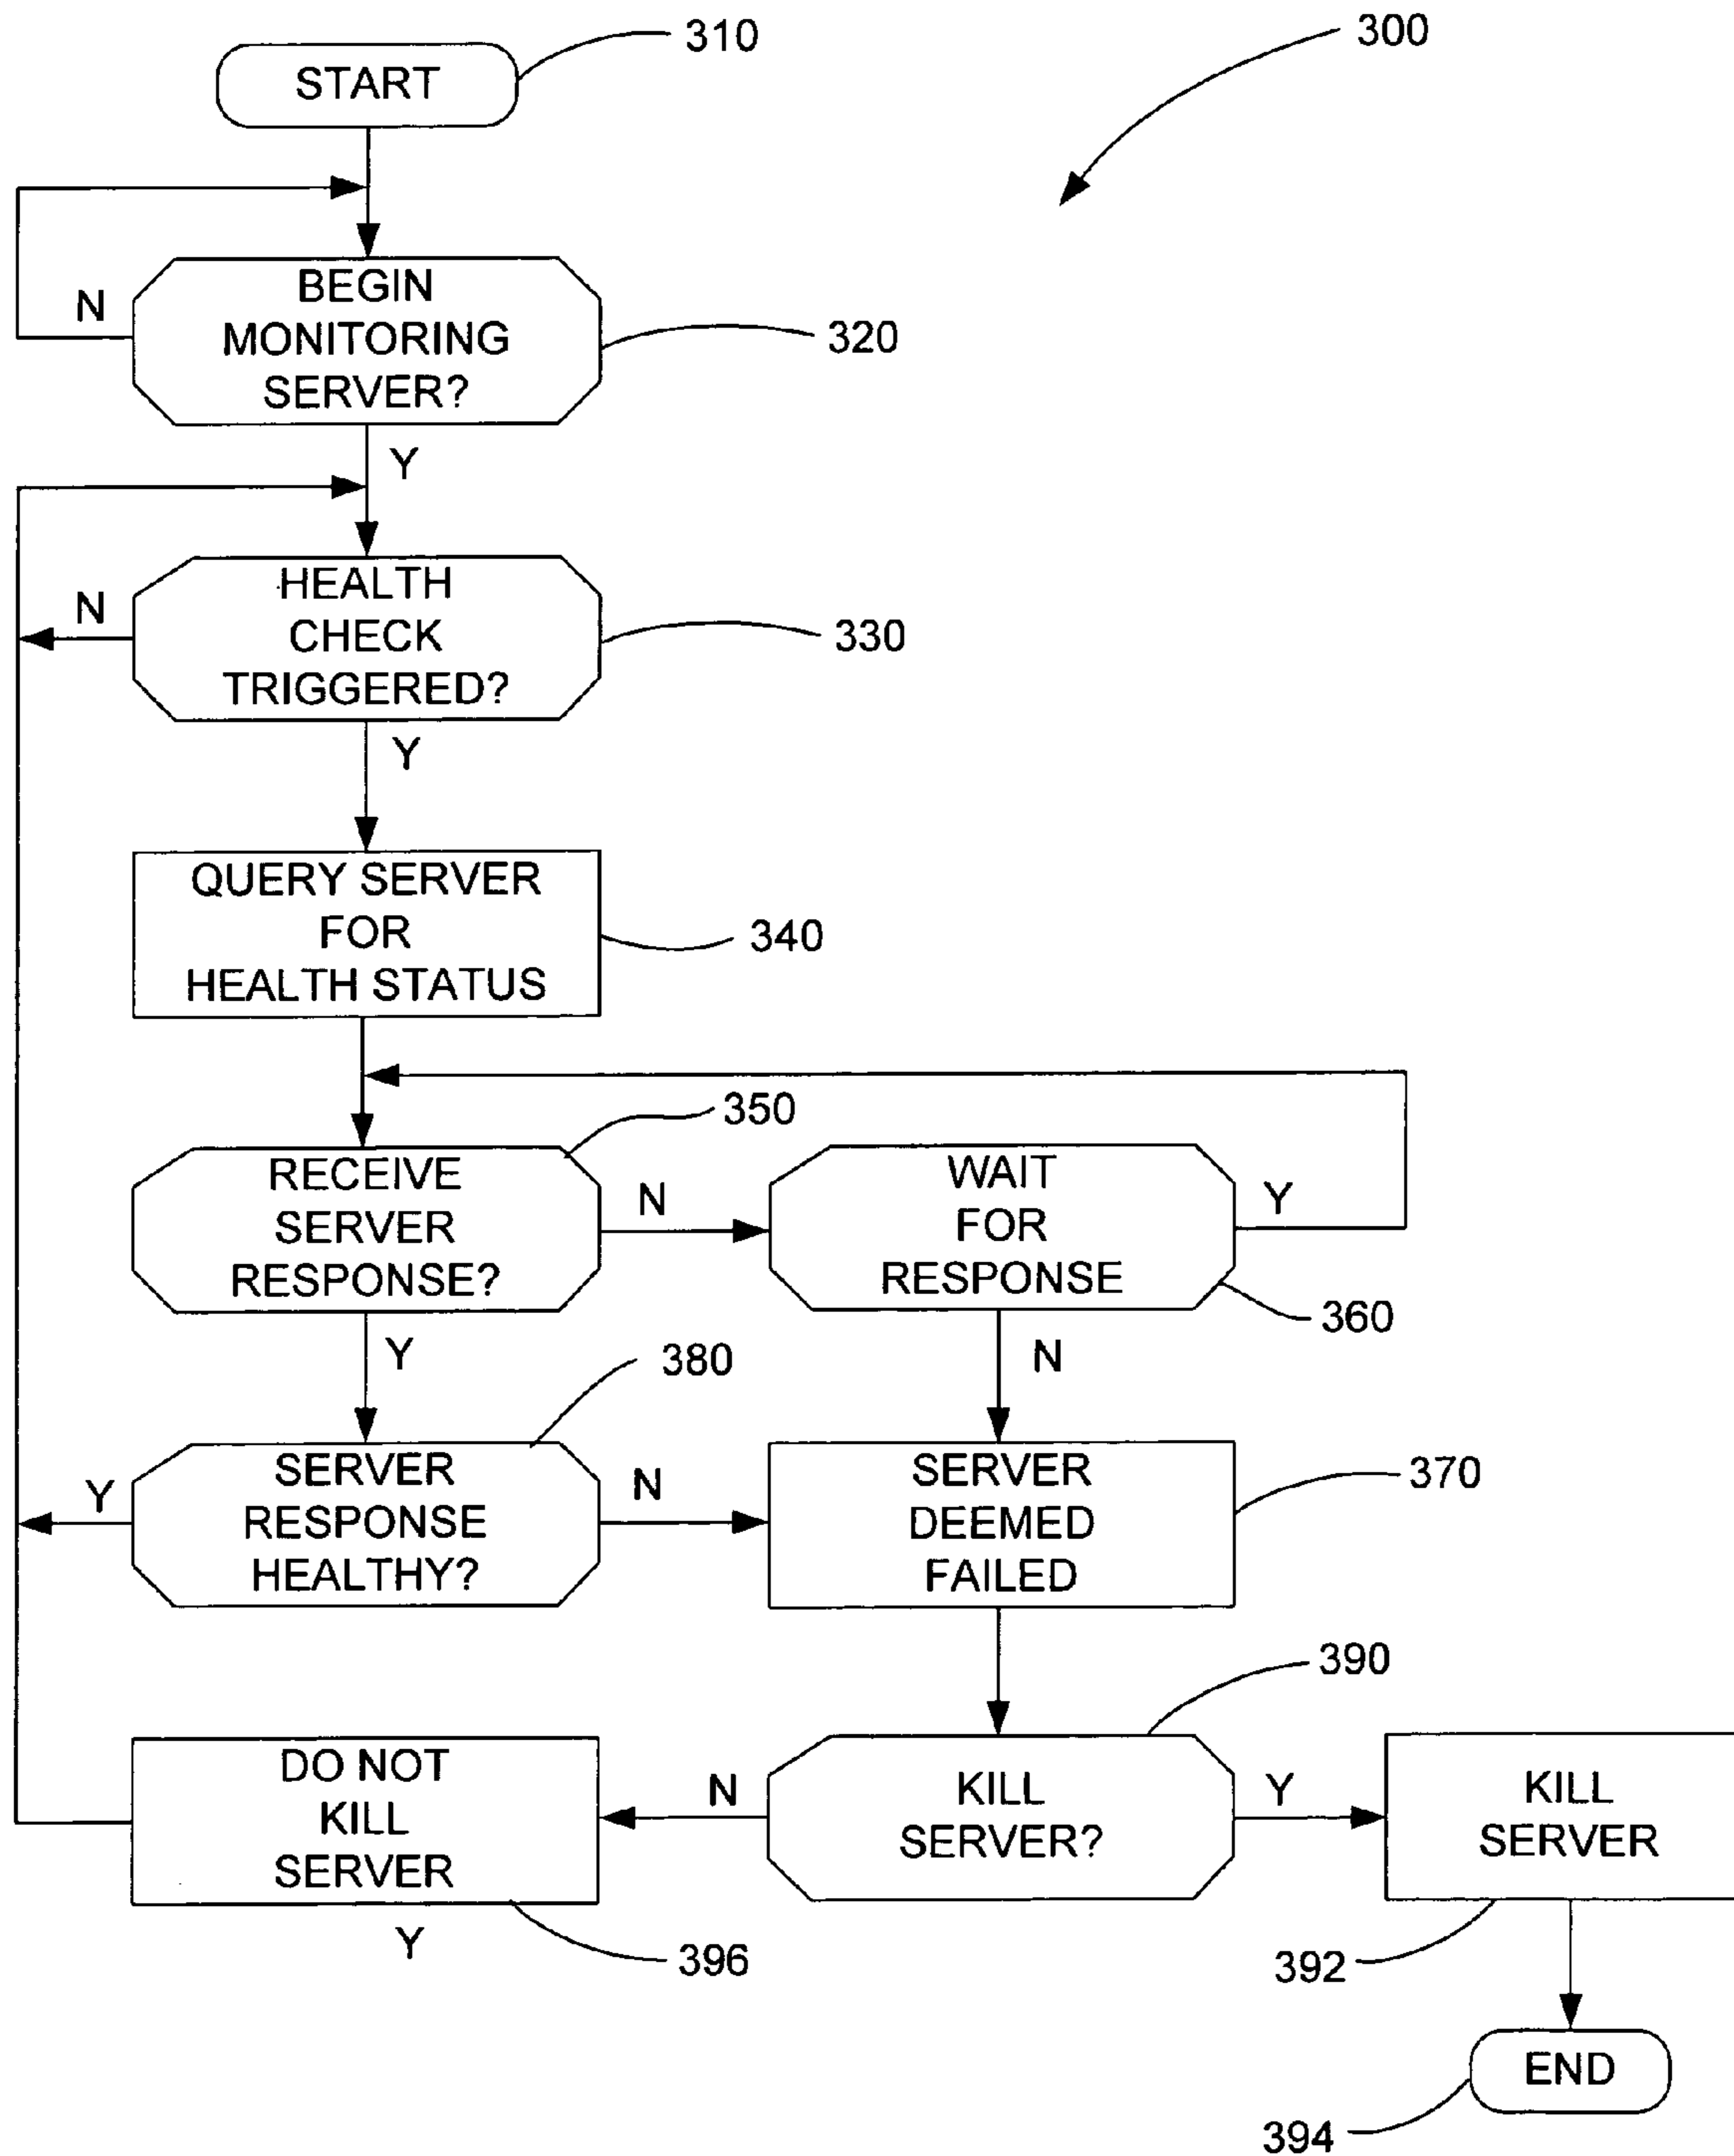 310
300
START
BEGIN
MONITORING
SERVER?
N
320
Y
HEALTH
CHECK
TRIGGERED?
N
330
Y
QUERY SERVER
FOR
HEALTH STATUS
340
350
RECEIVE
SERVER
RESPONSE?
N
WAIT
FOR
RESPONSE
Y
360
Y
380
N
SERVER
RESPONSE
HEALTHY?
Y
N
SERVER
DEEMED
FAILED
370
390
DO NOT
KILL
SERVER
N
KILL
SERVER?
Y
KILL
SERVER
Y
396
392
END
394